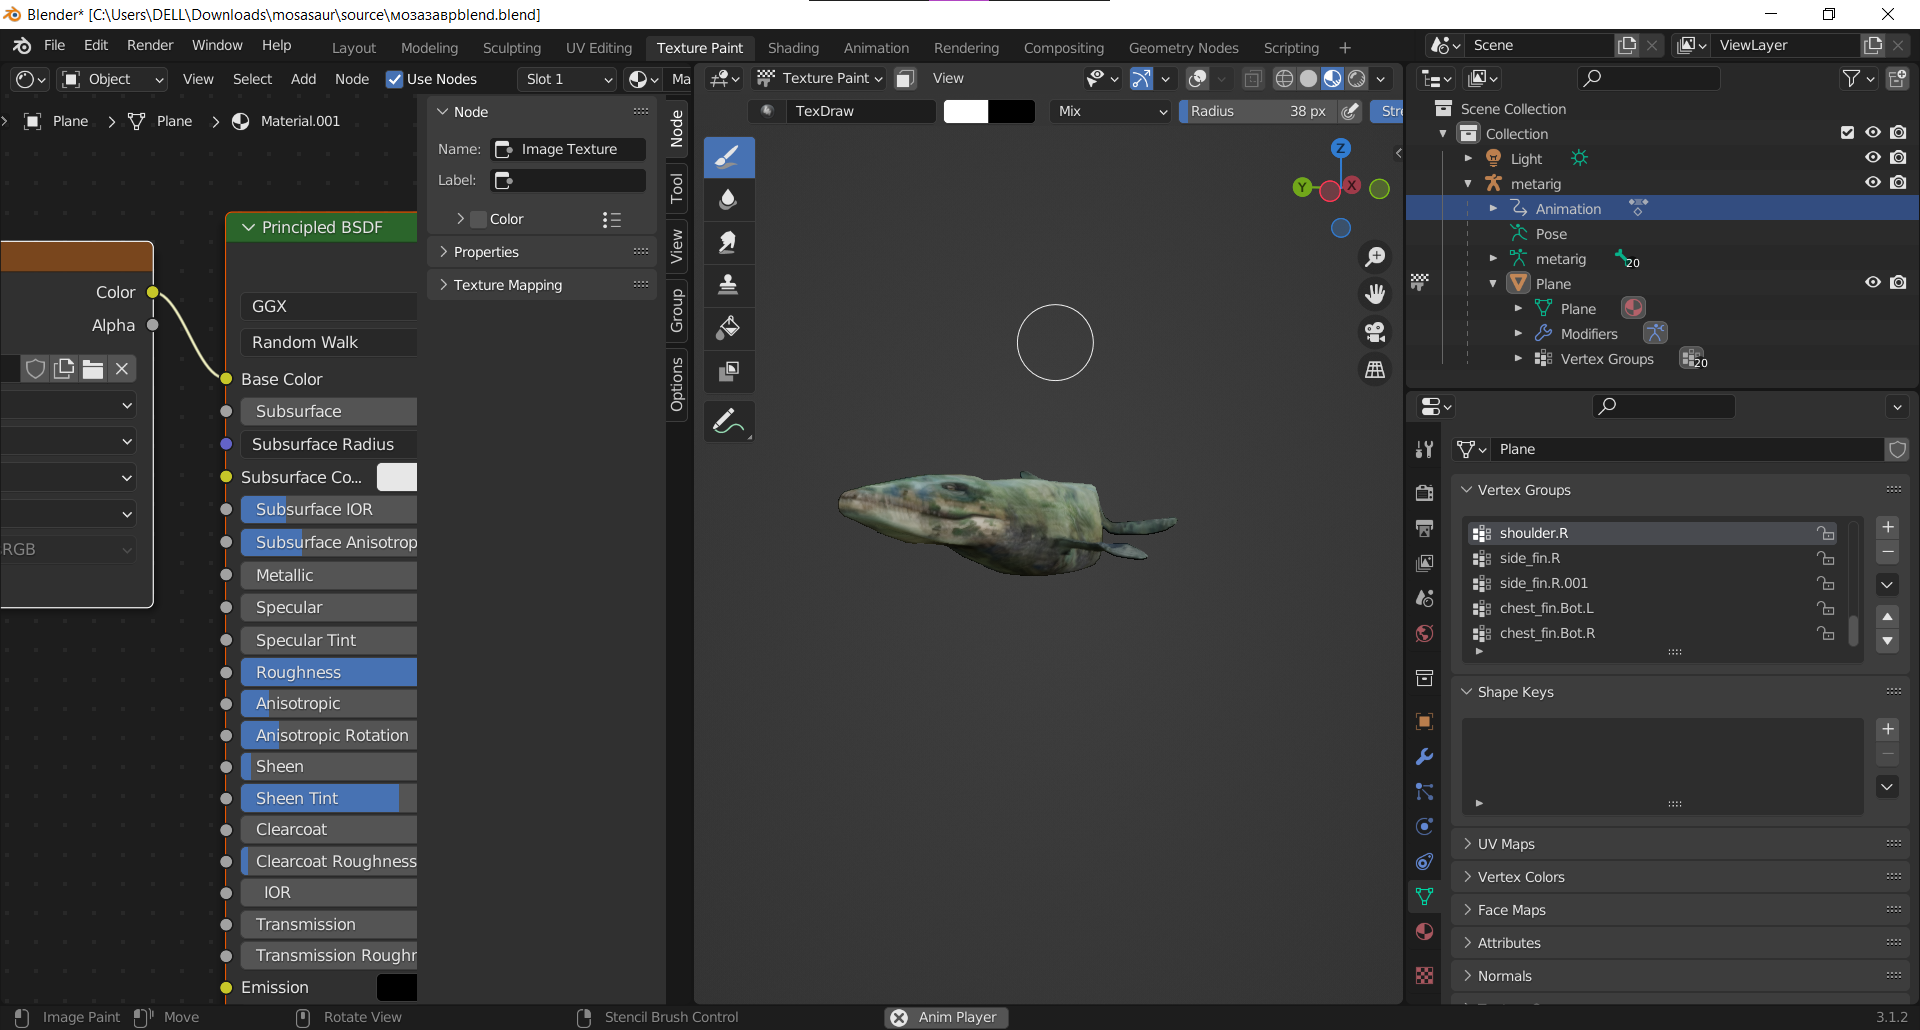 Blender* [C:\Users\DELL\Downloads\mosasaur\source\мозазаврblend.blend]
File Edit Render Window Help Layout Modeling Sculpting UV Editing Texture Paint Shading Animation Rendering Compositing Geometry Nodes Scripting Scene ViewLayer
Object View Select Add Node Use Nodes Slot 1 Ma
Plane Plane Material.001
Principled BSDF
Color
Alpha
RGB
GGX
Random Walk
Base Color
Subsurface
Subsurface Radius
Subsurface Co...
Subsurface IOR
Subsurface Anisotrop
Metallic
Specular
Specular Tint
Roughness
Anisotropic
Anisotropic Rotation
Sheen
Sheen Tint
Clearcoat
Clearcoat Roughness
IOR
Transmission
Transmission Roughr
Emission
Node
Name: Image Texture
Label:
Color
Properties
Texture Mapping
Node
Tool
View
Group
Options
Texture Paint View
TexDraw Mix Radius 38 px Str
Z
Y X
Scene Collection
Collection
Light
metarig
Animation
Pose
metarig 20
Plane
Plane
Modifiers
Vertex Groups 20
Plane
Vertex Groups
shoulder.R
side_fin.R
side_fin.R.001
chest_fin.Bot.L
chest_fin.Bot.R
Shape Keys
UV Maps
Vertex Colors
Face Maps
Attributes
Normals
Image Paint Move Rotate View Stencil Brush Control Anim Player 3.1.2